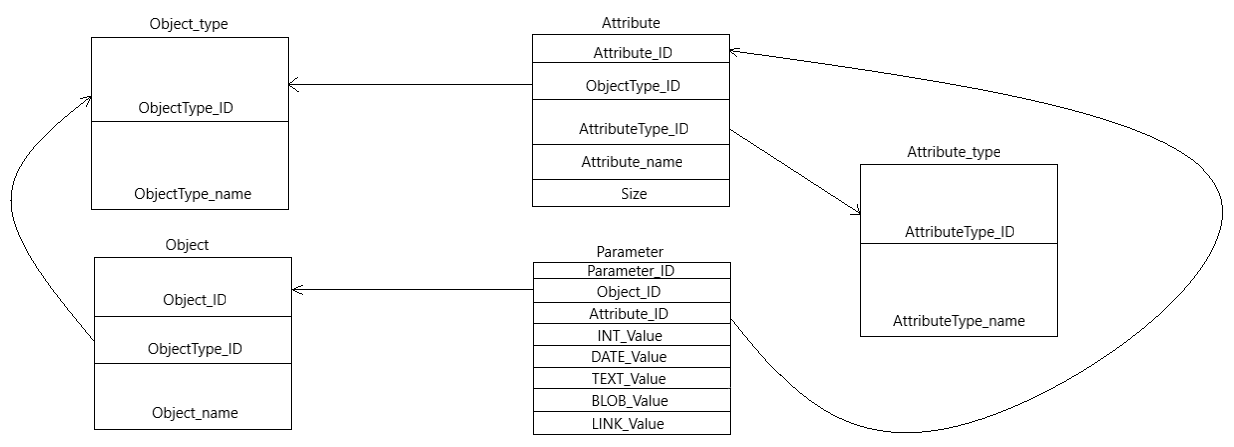 Object_type
ObjectType_ID
ObjectType_name
Attribute
Attribute_ID
ObjectType_ID
AttributeType_ID
Attribute_name
Size
Attribute_type
AttributeType_ID
AttributeType_name
Object
Object_ID
ObjectType_ID
Object_name
Parameter
Parameter_ID
Object_ID
Attribute_ID
INT_Value
DATE_Value
TEXT_Value
BLOB_Value
LINK_Value